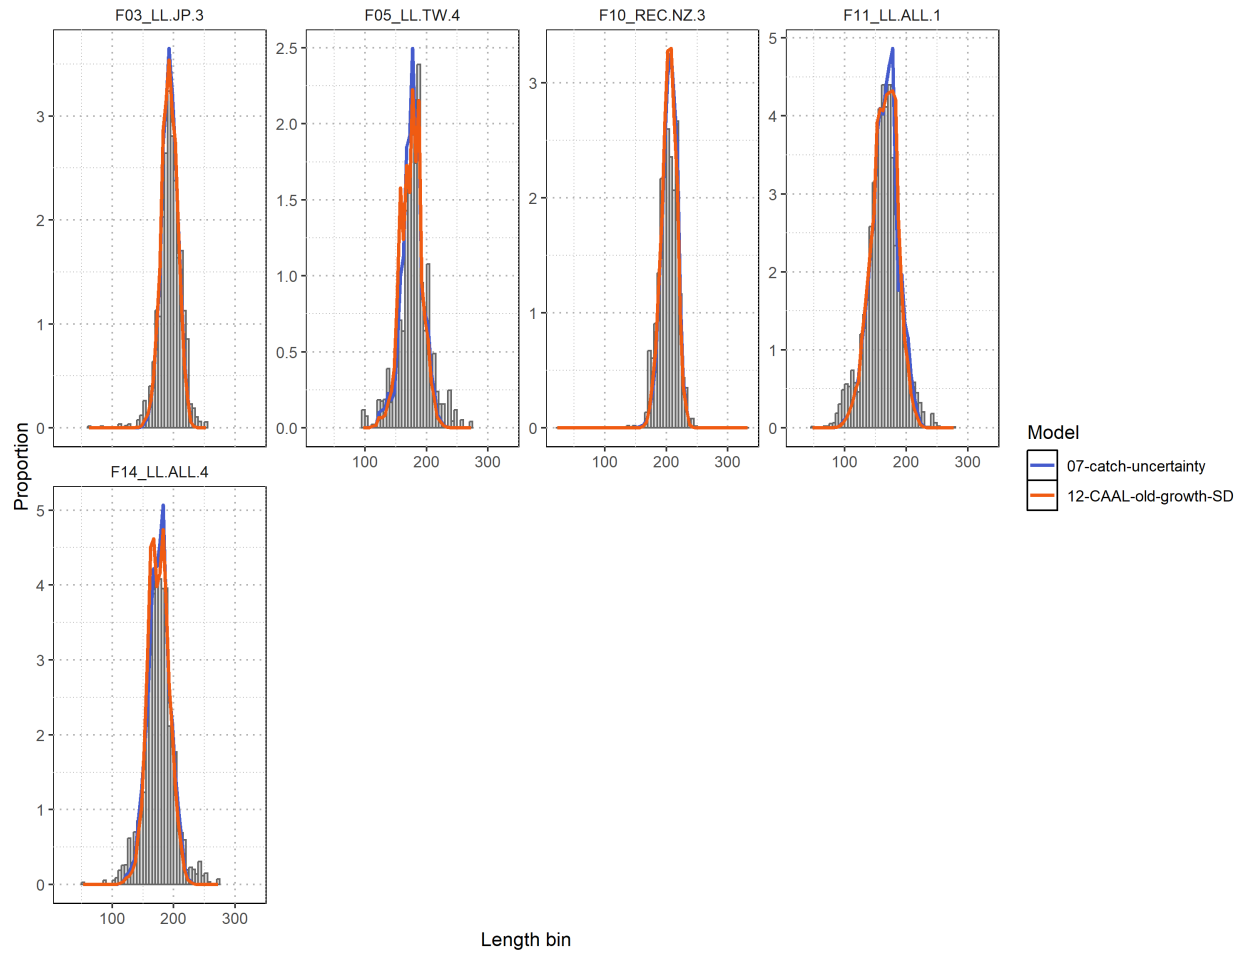 F03_LL.JP.3 F05_LL.TW.4 F10_REC.NZ.3 F11_LL.ALL.1
3
2
1
0
2.5
2.0
1.5
1.0
0.5
0.0
3
2
1
0
5
4
3
2
1
0
100 200 300 100 200 300 100 200 300
F14_LL.ALL.4
5
4
3
2
1
0
100 200 300
Proportion
Length bin
Model
07-catch-uncertainty
12-CAAL-old-growth-SD